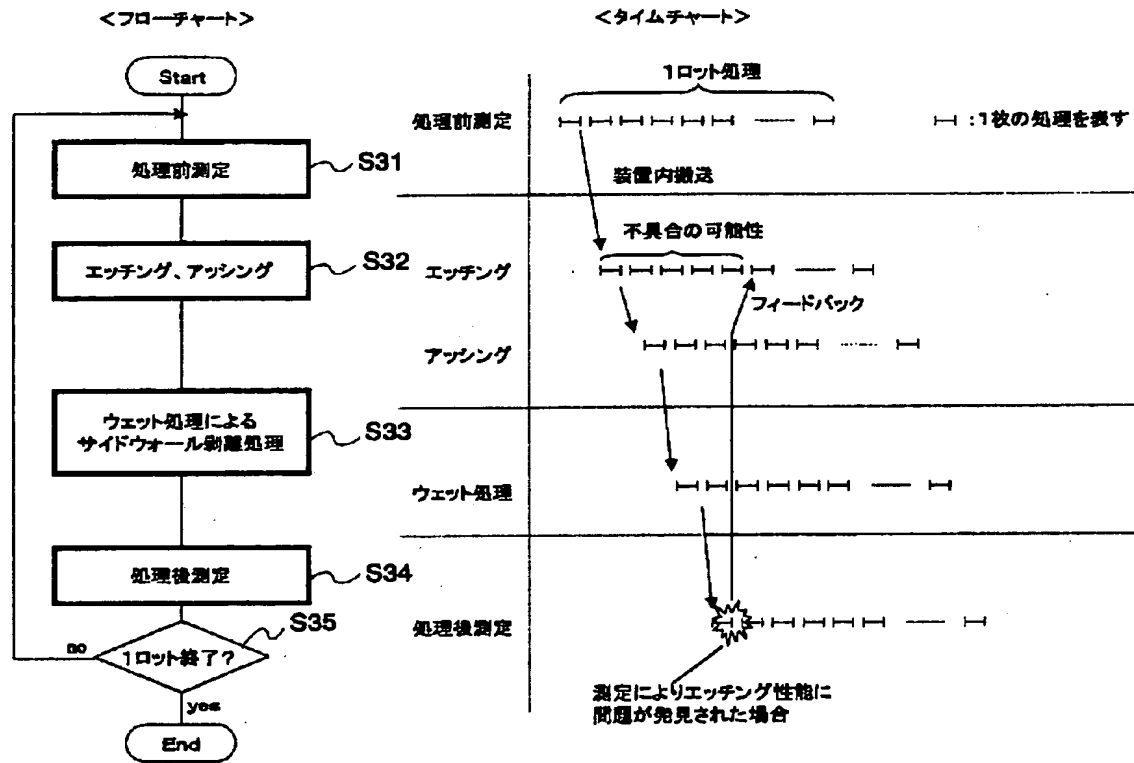 <フローチャート>
Start
処理前測定
S31
エッチング、アッシング
S32
ウェット処理による
サイドウォール剥離処理
S33
処理後測定
S34
1ロット終了?
S35
no
yes
End
<タイムチャート>
1ロット処理
処理前測定
:1枚の処理を表す
装置内搬送
不具合の可能性
エッチング
フィードバック
アッシング
ウェット処理
処理後測定
測定によりエッチング性能に
問題が発見された場合